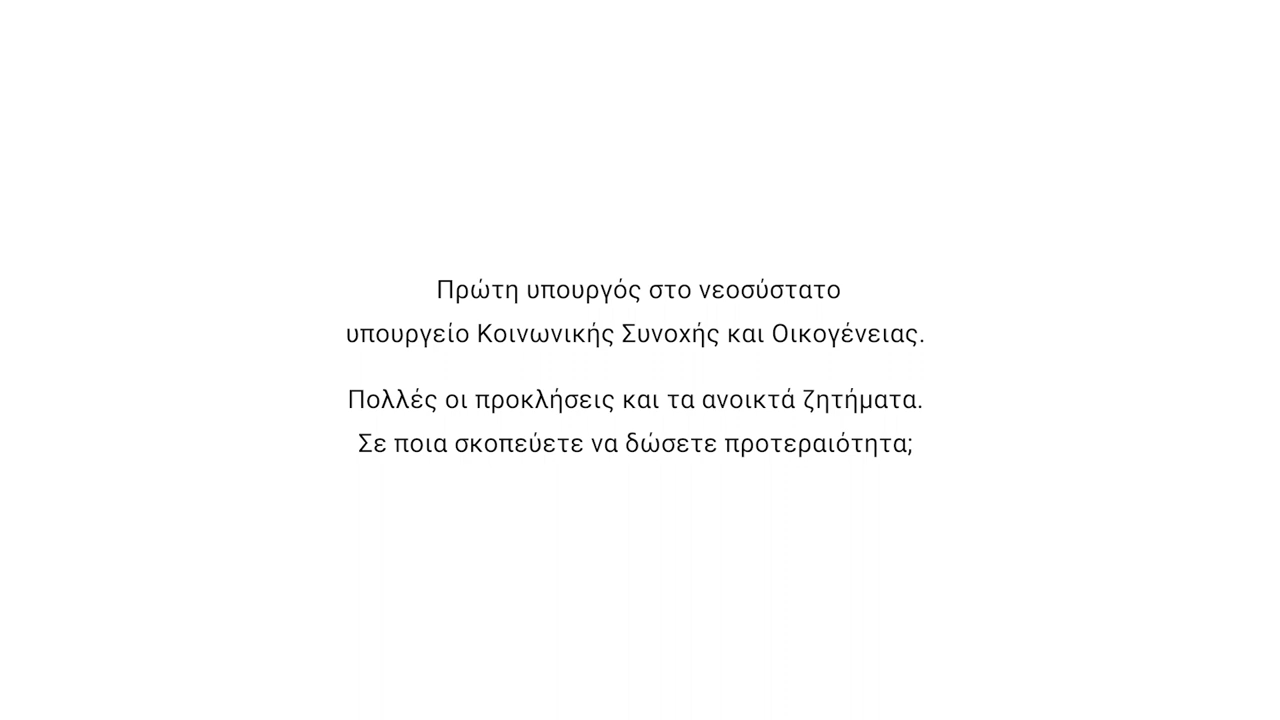 Πρώτη υπουργός στο νεοσύστατο
υπουργείο Κοινωνικής Συνοχής και Οικογένειας.
Πολλές οι προκλήσεις και τα ανοικτά ζητήματα.
Σε ποια σκοπεύετε να δώσετε προτεραιότητα;